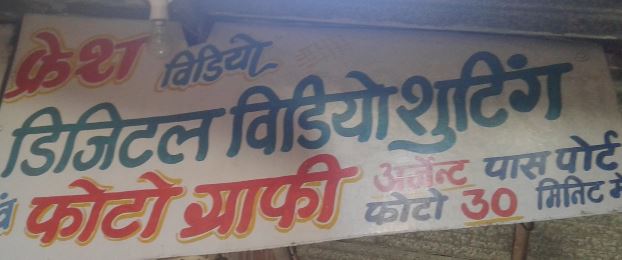 फ्रेश विडियो
डिजिटल विडियो शुटिंग
फोटो ग्राफी अर्जेन्ट पास पोर्ट
फोटो 30 मिनिट में